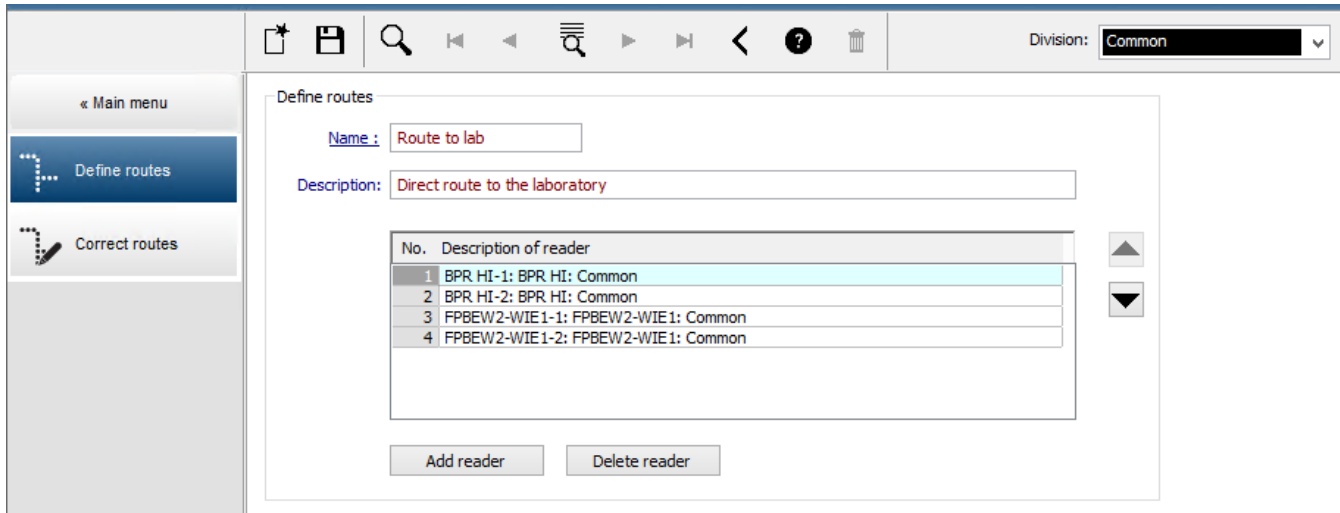 Division: Common
« Main menu
Define routes
Correct routes
Define routes
Name : Route to lab
Description: Direct route to the laboratory
No. Description of reader
1 BPR HI-1: BPR HI: Common
2 BPR HI-2: BPR HI: Common
3 FPBEW2-WIE1-1: FPBEW2-WIE1: Common
4 FPBEW2-WIE1-2: FPBEW2-WIE1: Common
Add reader Delete reader